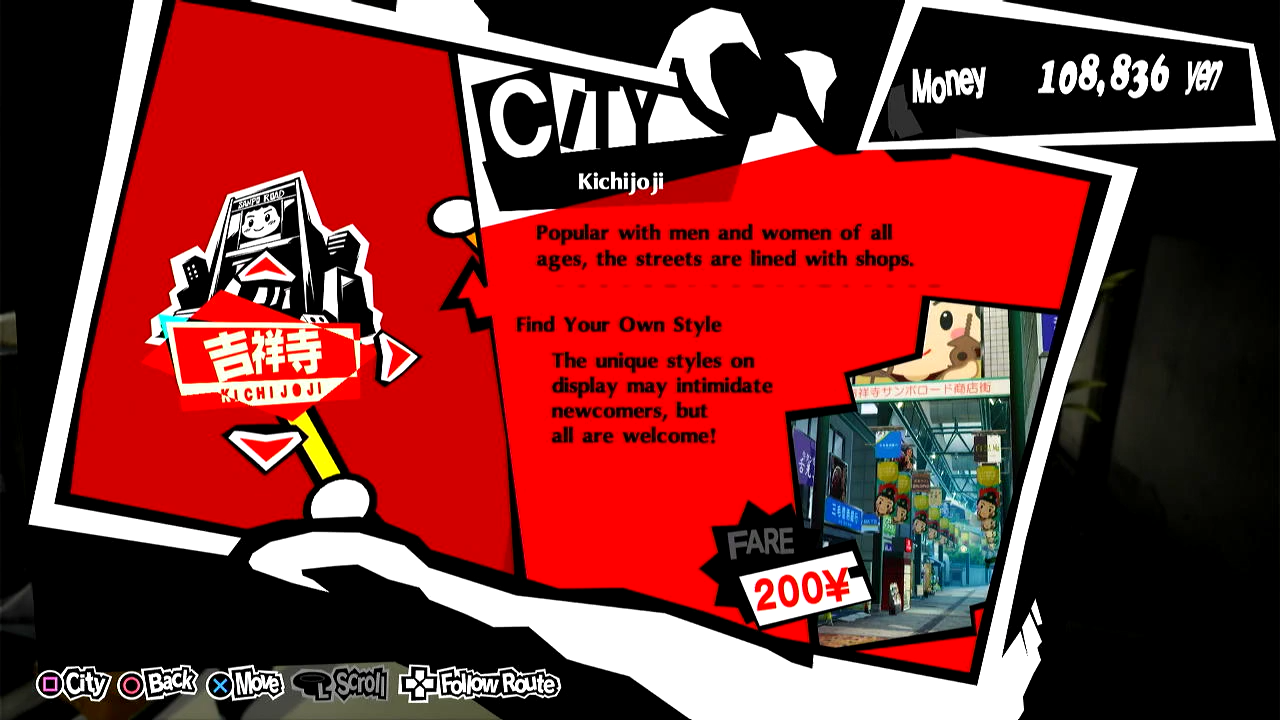 CITY
Money 108,836 yen
Kichijoji
Popular with men and women of all
ages, the streets are lined with shops.
Find Your Own Style
The unique styles on
display may intimidate
newcomers, but
all are welcome!
SANPO ROAD
吉祥寺
KICHIJOJI
祥寺サンポロード商店街
FARE
200¥
City Back Move L Scroll Follow Route